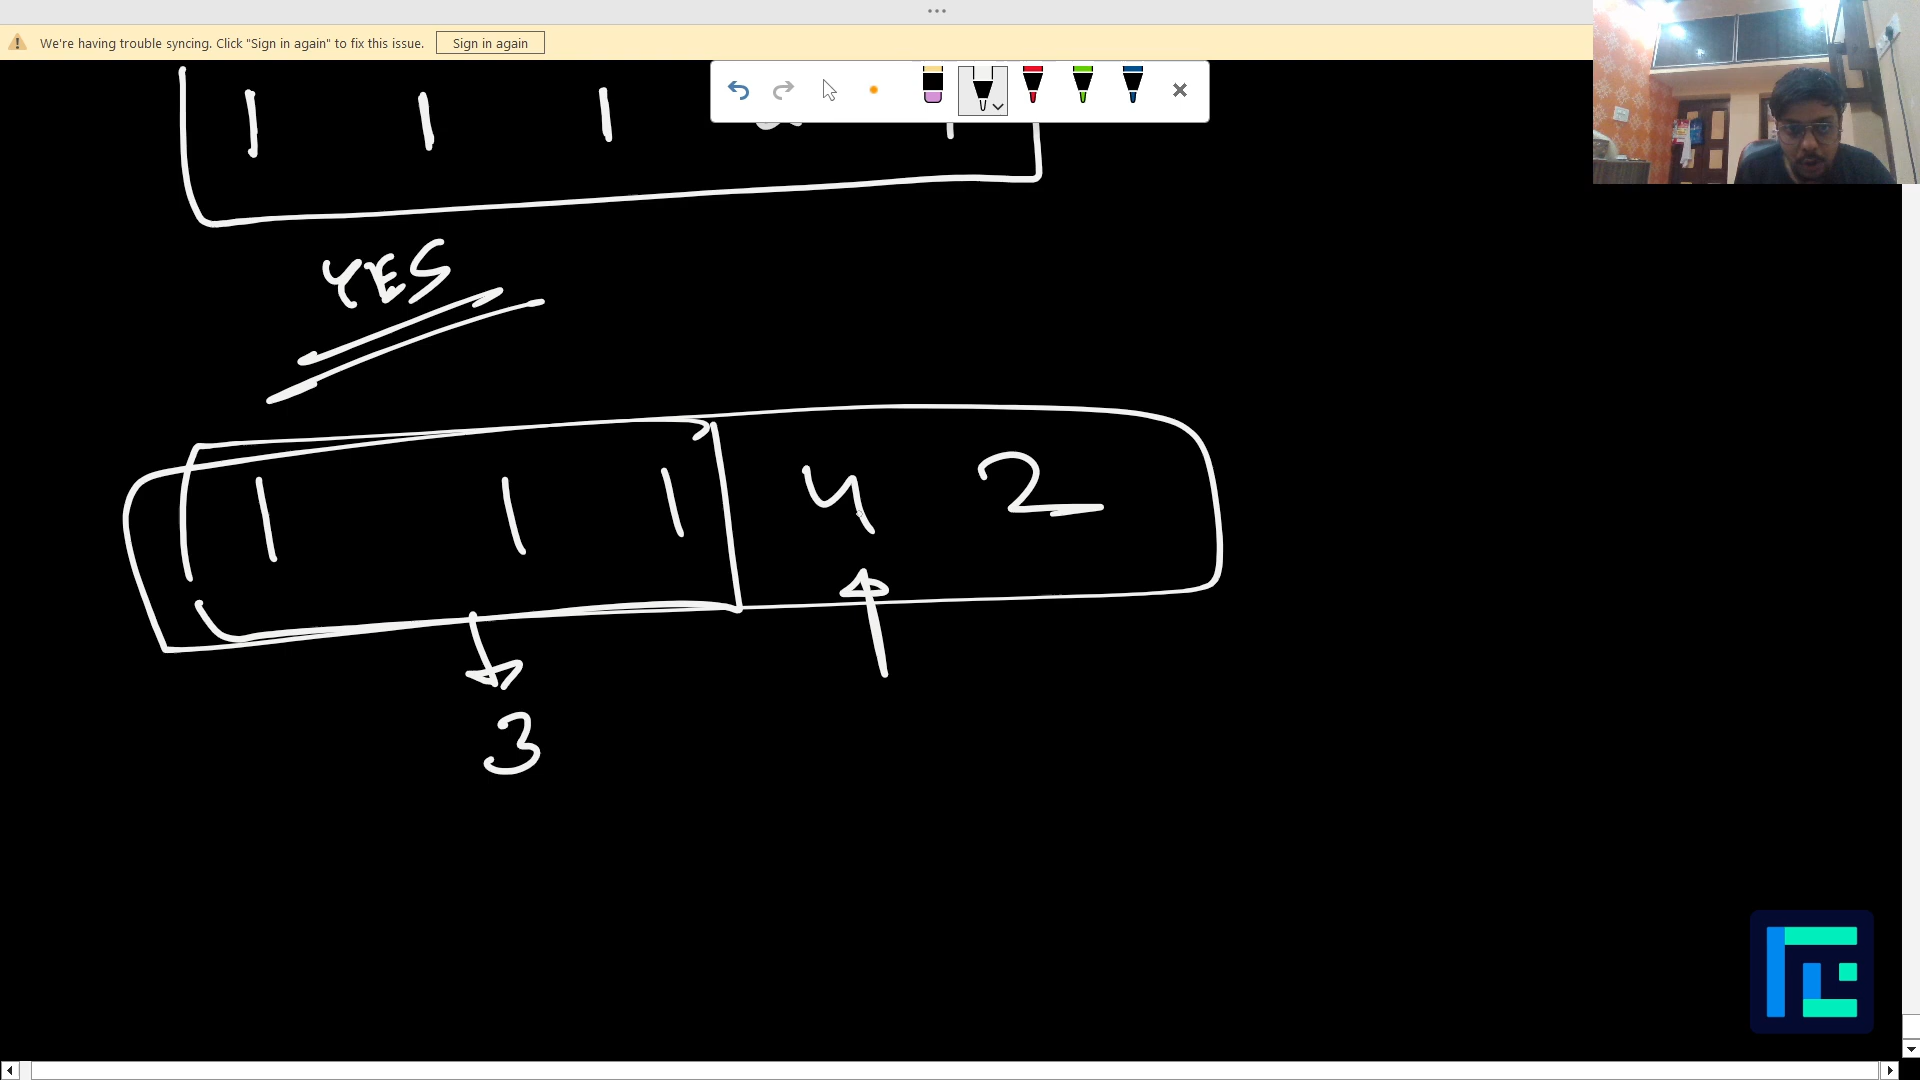 We're having trouble syncing. Click "Sign in again" to fix this issue. Sign in again
1 1 1
YES
1 1 1 4 2
3